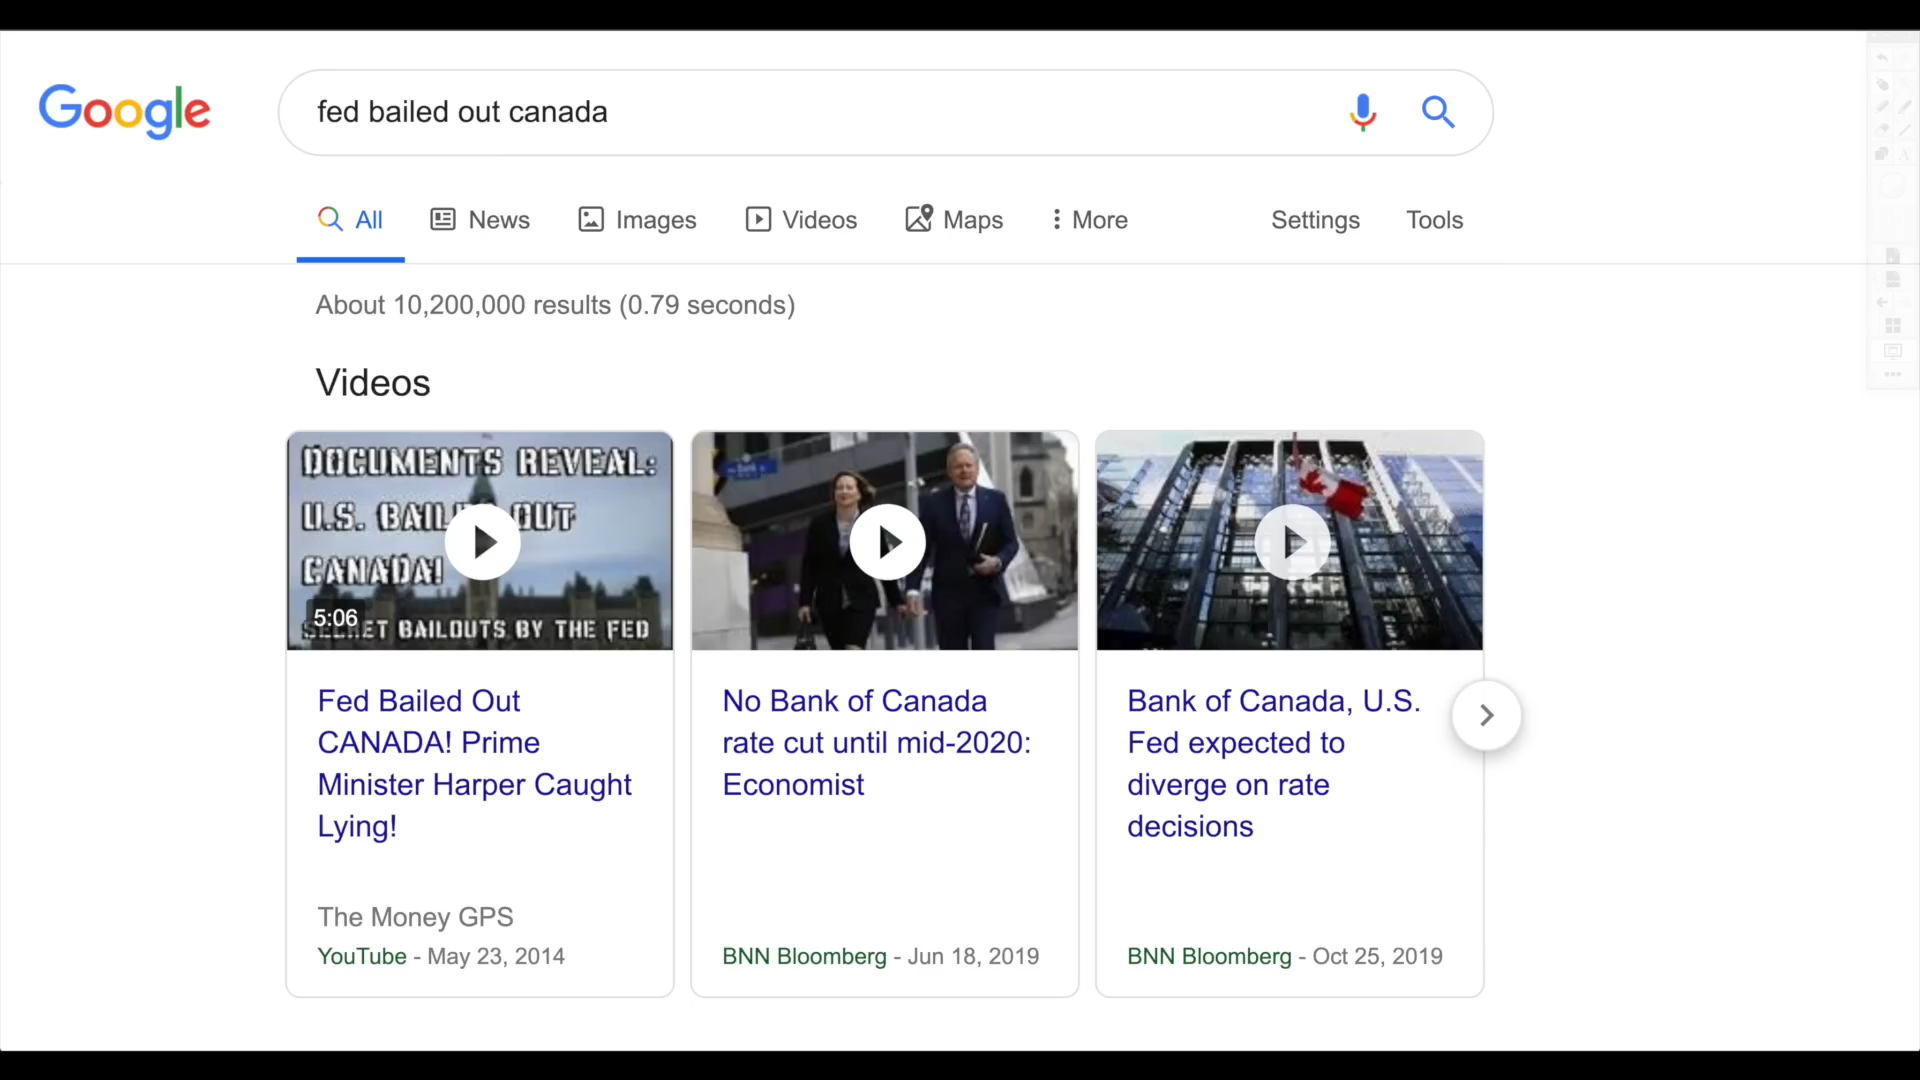 Google
fed bailed out canada
All
News
Images
Videos
Maps
More
Settings
Tools
About 10,200,000 results (0.79 seconds)
Videos
DOCUMENTS REVEAL:
U.S. OUT
CANADA!
5:06
BAILOUTS BY THE FED
Fed Bailed Out
CANADA! Prime
Minister Harper Caught
Lying!
The Money GPS
YouTube - May 23, 2014
No Bank of Canada
rate cut until mid-2020:
Economist
BNN Bloomberg - Jun 18, 2019
Bank of Canada, U.S.
Fed expected to
diverge on rate
decisions
BNN Bloomberg - Oct 25, 2019